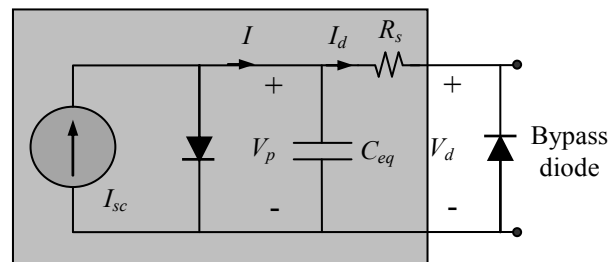 I
I_d
R_s
+
+
V_p
C_eq
V_d
Bypass
diode
I_sc
-
-